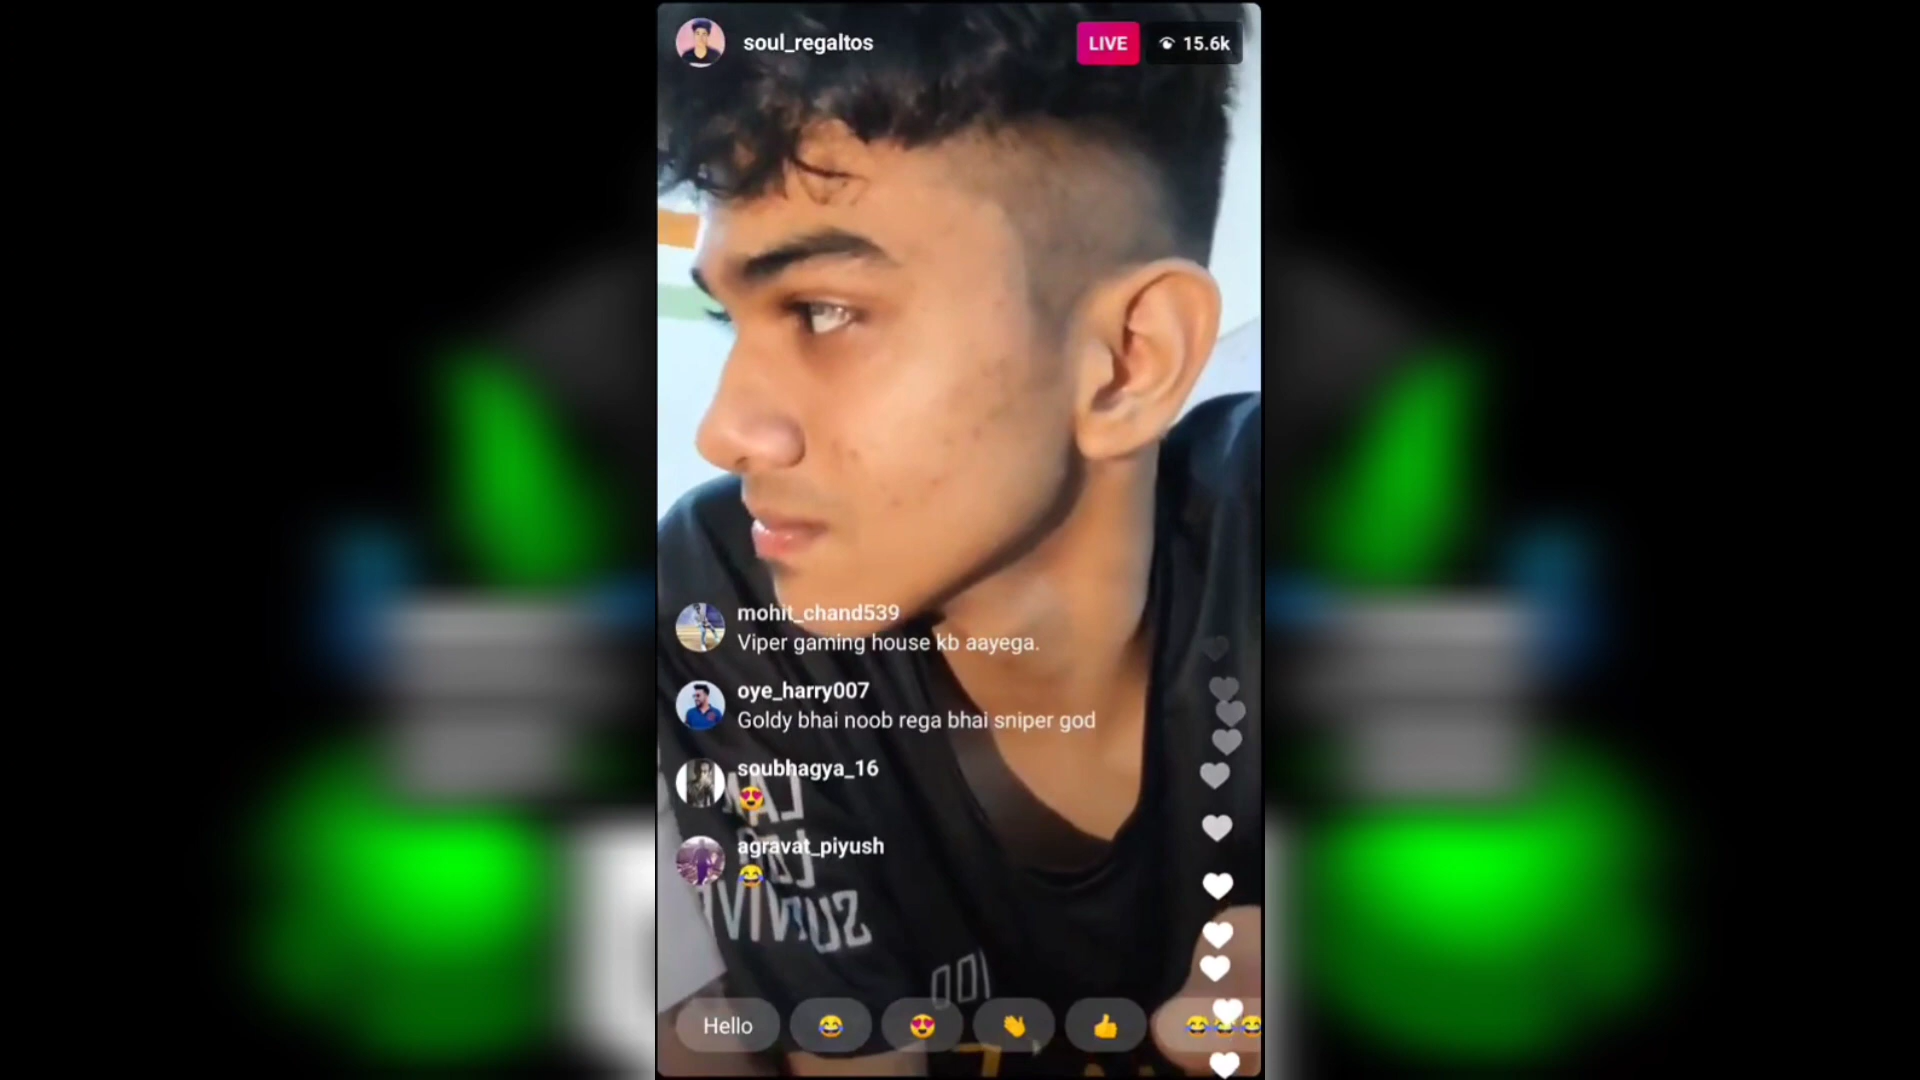 soul_regaltos
LIVE
15.6k
mohit_chand539
Viper gaming house kb aayega.
oye_harry007
Goldy bhai noob rega bhai sniper god
soubhagya_16
😍
agravat_piyush
😂
Hello